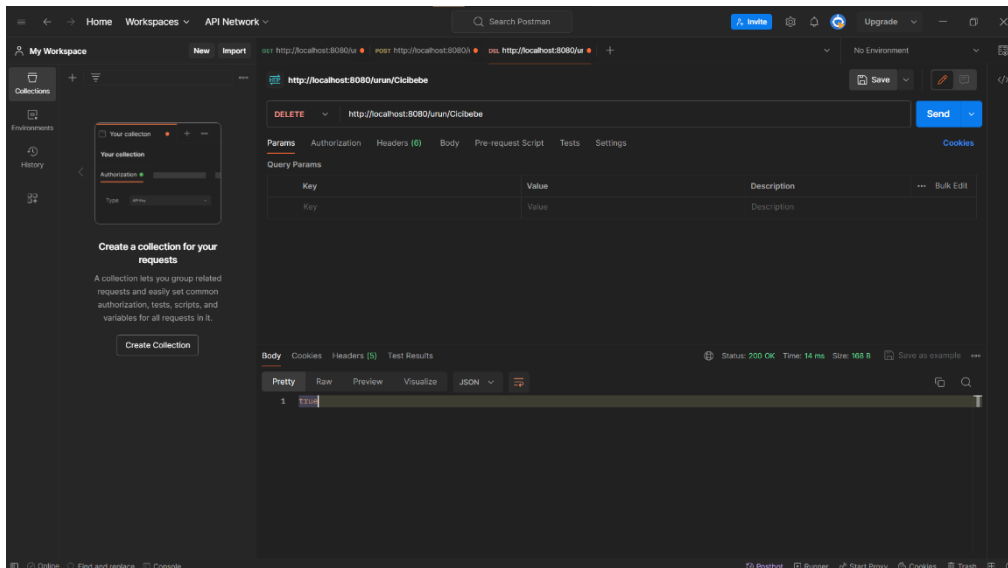 Home Workspaces API Network Search Postman Invite Upgrade
My Workspace New Import GET http://localhost:8080/ur POST http://localhost:8080/u DEL http://localhost:8080/ur No Environment
Collections
Environments
History
http://localhost:8080/urun/Cicibebe Save
DELETE http://localhost:8080/urun/Cicibebe Send
Params Authorization Headers (6) Body Pre-request Script Tests Settings Cookies
Query Params
Key Value Description Bulk Edit
Key Value Description
Your collection
Your collection
Authorization
Type API Key
Create a collection for your
requests
A collection lets you group related
requests and easily set common
authorization, tests, scripts, and
variables for all requests in it.
Create Collection
Body Cookies Headers (5) Test Results Status: 200 OK Time: 14 ms Size: 168 B Save as example
Pretty Raw Preview Visualize JSON
1 true
Online Find and replace Console Postbot Runner Start Proxy Cookies Trash